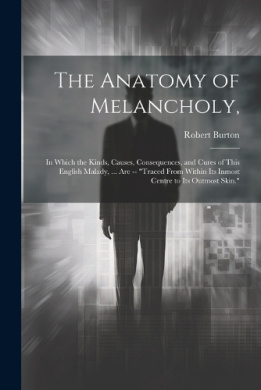 The Anatomy of
Melancholy,
Robert Burton
In Which the Kinds, Causes, Consequences, and Cures of This
English Malady, ... Are -- "Traced From Within Its Inmost
Centre to Its Outmost Skin."